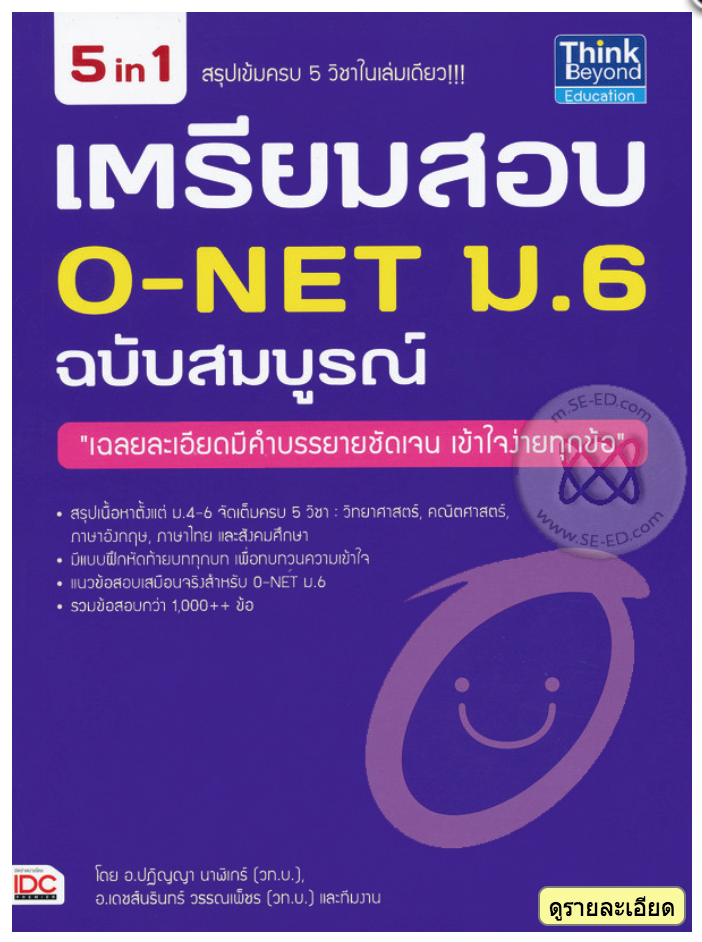 5 in 1
สรุปเข้มครบ 5 วิชาในเล่มเดียว!!!
Think
Beyond
Education
เตรียมสอบ
O-NET ม.6
ฉบับสมบูรณ์
"เฉลยละเอียดมีคำบรรยายชัดเจน เข้าใจง่ายทุกข้อ"
m.SE-ED.com
www.SE-ED.com
• สรุปเนื้อหาตั้งแต่ ม.4-6 จัดเต็มครบ 5 วิชา : วิทยาศาสตร์, คณิตศาสตร์,
ภาษาอังกฤษ, ภาษาไทย และสังคมศึกษา
• มีแบบฝึกหัดท้ายบททุกบท เพื่อทบทวนความเข้าใจ
• แนวข้อสอบเสมือนจริงสำหรับ O-NET ม.6
• รวมข้อสอบกว่า 1,000++ ข้อ
IDC
PREMIER
โดย อ.ปฏิญญา นาฬิเกร์ (วท.บ.),
อ.เดชสันรินทร์ วรรณเพ็ชร (วท.บ.) และทีมงาน
ดูรายละเอียด